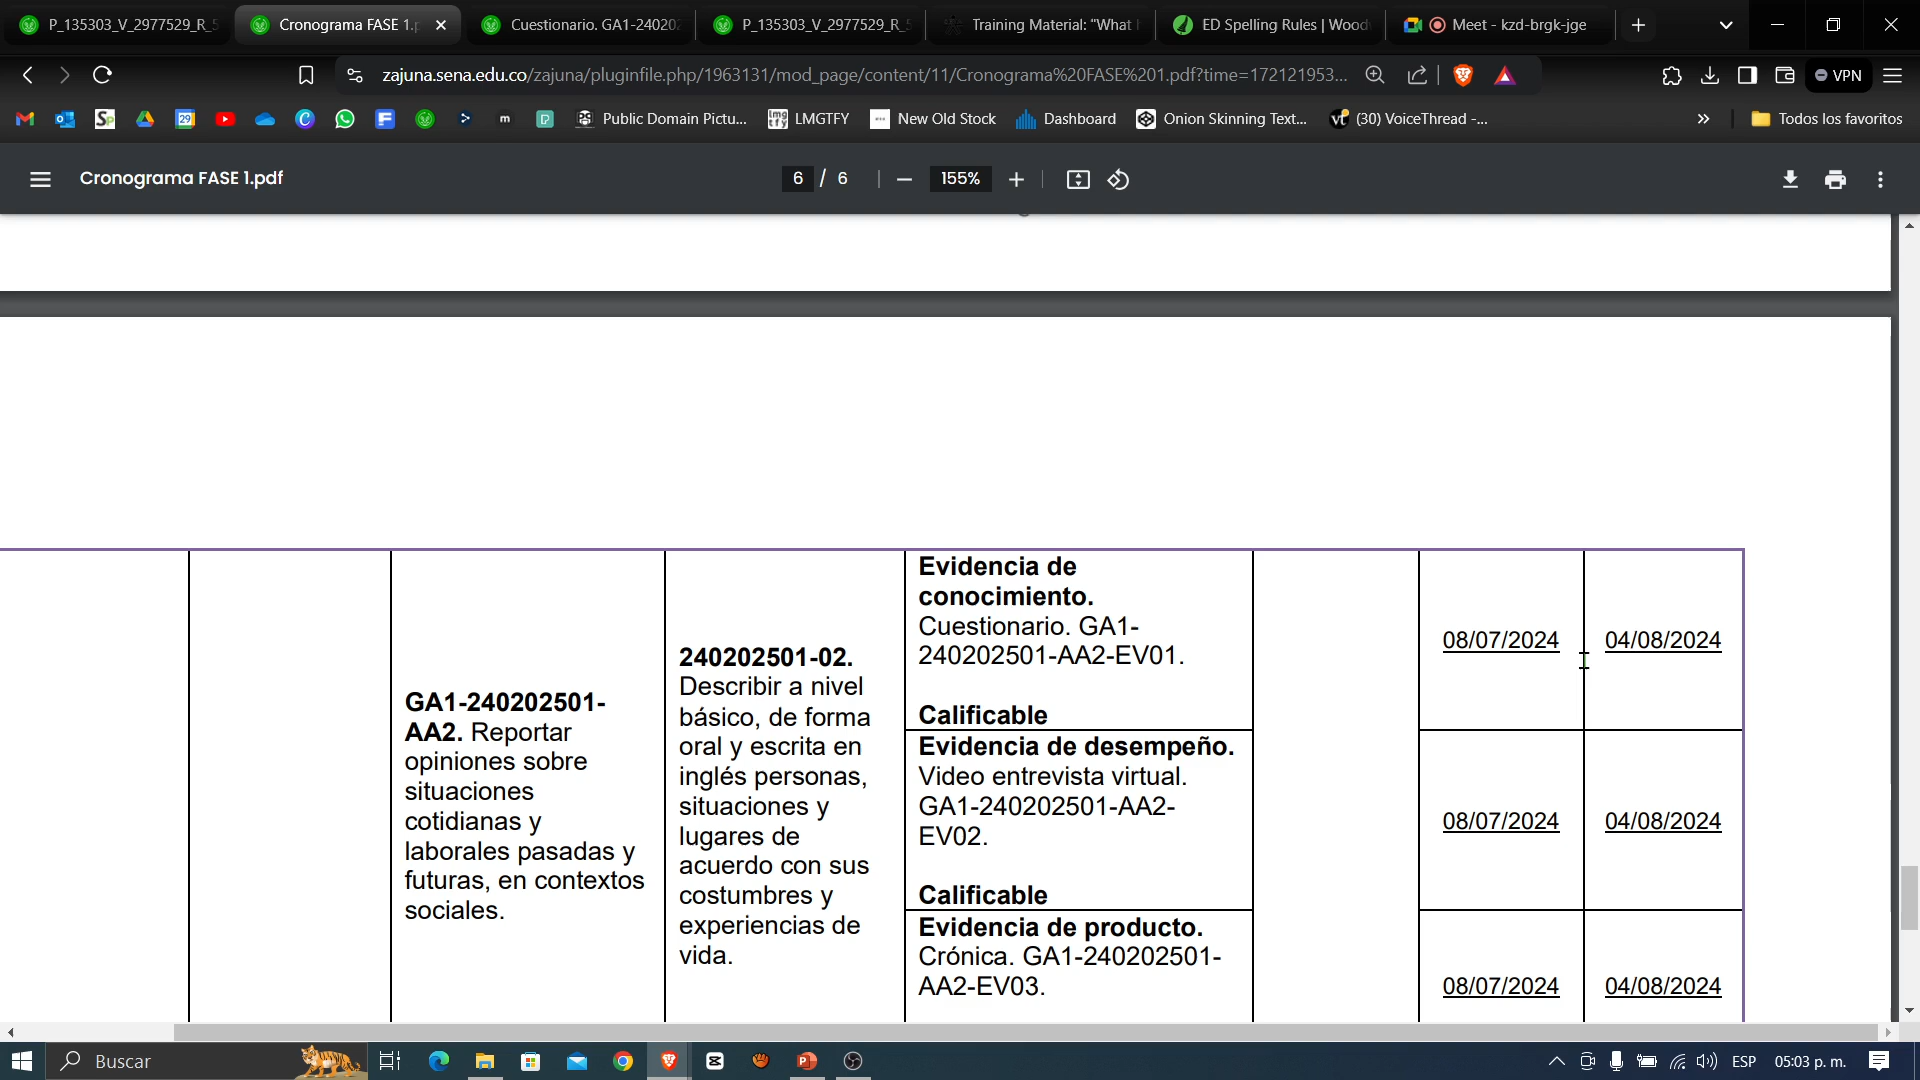 P_135303_V_2977529_R_5
Cronograma FASE 1.p
Cuestionario. GA1-24020
P_135303_V_2977529_R_5
Training Material: "What
ED Spelling Rules | Wood
Meet - kzd-brgk-jge
zajuna.sena.edu.co/zajuna/pluginfile.php/1963131/mod_page/content/11/Cronograma%20FASE%201.pdf?time=172121953...
VPN
Public Domain Pictu...
LMGTFY
New Old Stock
Dashboard
Onion Skinning Text...
(30) VoiceThread -...
Todos los favoritos
Cronograma FASE 1.pdf
6 / 6
155%
GA1-240202501-
AA2. Reportar
opiniones sobre
situaciones
cotidianas y
laborales pasadas y
futuras, en contextos
sociales.
240202501-02.
Describir a nivel
básico, de forma
oral y escrita en
inglés personas,
situaciones y
lugares de
acuerdo con sus
costumbres y
experiencias de
vida.
Evidencia de
conocimiento.
Cuestionario. GA1-
240202501-AA2-EV01.
Calificable
08/07/2024
04/08/2024
Evidencia de desempeño.
Video entrevista virtual.
GA1-240202501-AA2-
EV02.
Calificable
08/07/2024
04/08/2024
Evidencia de producto.
Crónica. GA1-240202501-
AA2-EV03.
08/07/2024
04/08/2024
Buscar
ESP
05:03 p. m.